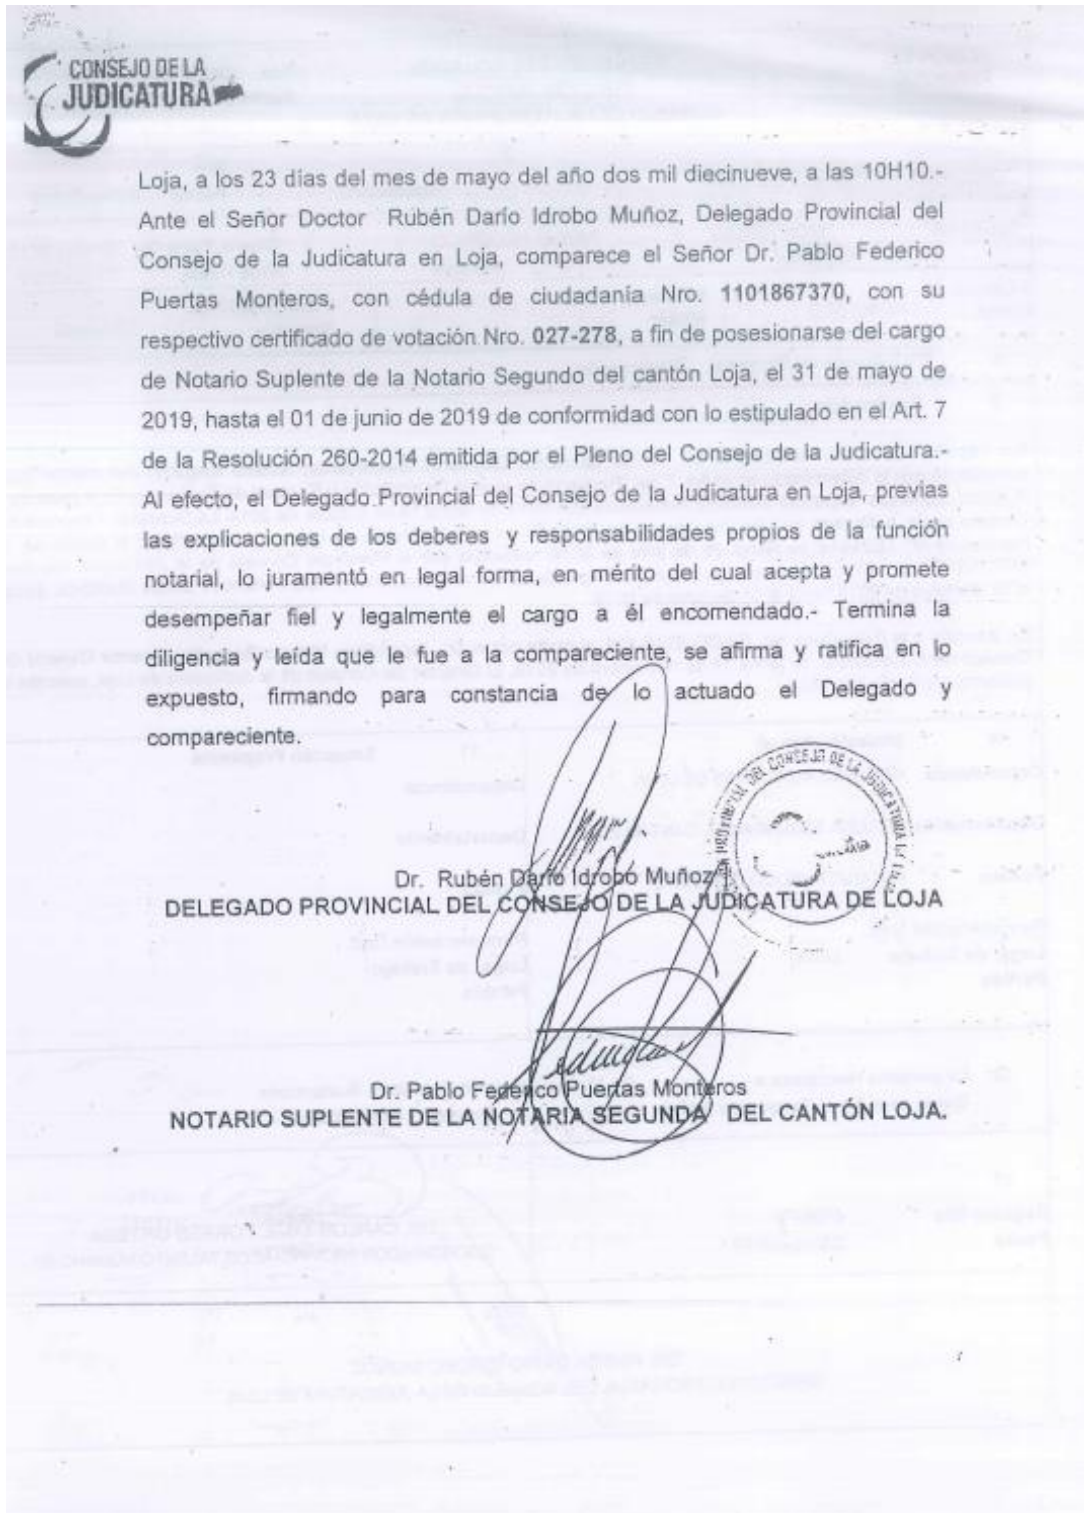 CONSEJO DE LA
JUDICATURA
Loja, a los 23 días del mes de mayo del año dos mil diecinueve, a las 10H10.-
Ante el Señor Doctor Rubén Darío Idrobo Muñoz, Delegado Provincial del
Consejo de la Judicatura en Loja, comparece el Señor Dr. Pablo Federico
Puertas Monteros, con cédula de ciudadanía Nro. 1101867370, con su
respectivo certificado de votación Nro. 027-278, a fin de posesionarse del cargo
de Notario Suplente de la Notario Segundo del cantón Loja, el 31 de mayo de
2019, hasta el 01 de junio de 2019 de conformidad con lo estipulado en el Art. 7
de la Resolución 260-2014 emitida por el Pleno del Consejo de la Judicatura.-
Al efecto, el Delegado Provincial del Consejo de la Judicatura en Loja, previas
las explicaciones de los deberes y responsabilidades propios de la función
notarial, lo juramentó en legal forma, en mérito del cual acepta y promete
desempeñar fiel y legalmente el cargo a él encomendado.- Termina la
diligencia y leída que le fue a la compareciente, se afirma y ratifica en lo
expuesto, firmando para constancia de lo actuado el Delegado y
compareciente.
PROVINCIAL DEL CONSEJO DE LA JUDICATURA
Dr. Rubén Darío Idrobo Muñoz
DELEGADO PROVINCIAL DEL CONSEJO DE LA JUDICATURA DE LOJA
Dr. Pablo Federico Puertas Monteros
NOTARIO SUPLENTE DE LA NOTARIA SEGUNDA DEL CANTÓN LOJA.